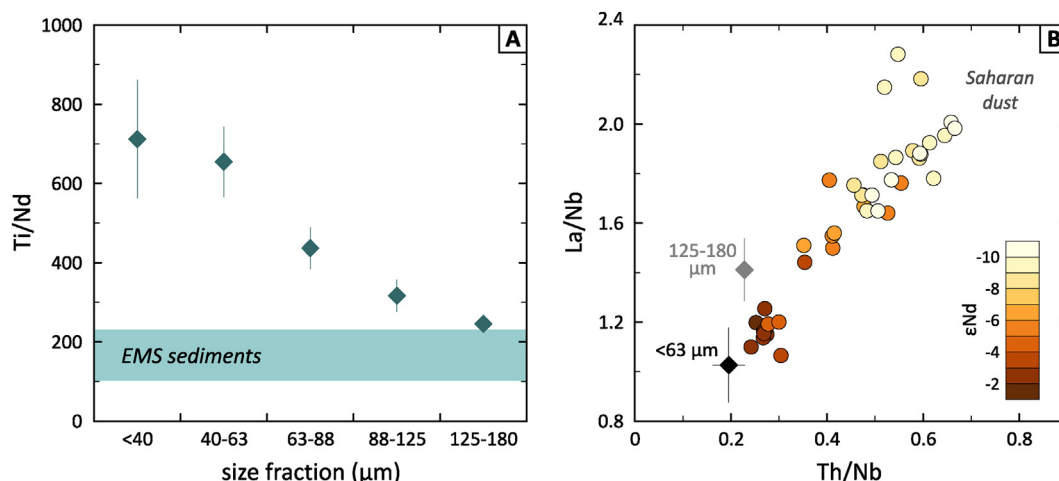 A
1000
800
600
400
200
0
Ti/Nd
EMS sediments
<40
40-63
63-88
88-125
125-180
size fraction (μm)
B
2.4
2.0
1.6
1.2
0.8
La/Nb
Saharan
dust
125-180
μm
<63 μm
-10
-8
-6
-4
-2
εNd
0
0.2
0.4
0.6
0.8
Th/Nb